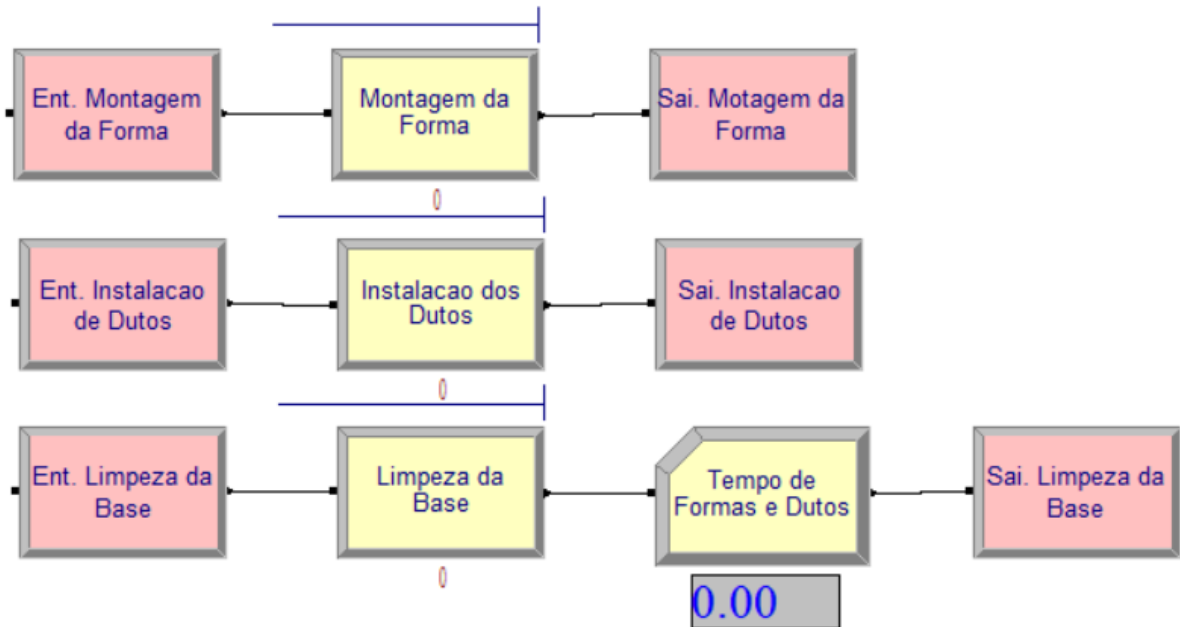 Ent. Montagem
da Forma
Montagem da
Forma
Sai. Motagem da
Forma
0
Ent. Instalacao
de Dutos
Instalacao dos
Dutos
Sai. Instalacao
de Dutos
0
Ent. Limpeza da
Base
Limpeza da
Base
Tempo de
Formas e Dutos
Sai. Limpeza da
Base
0
0.00